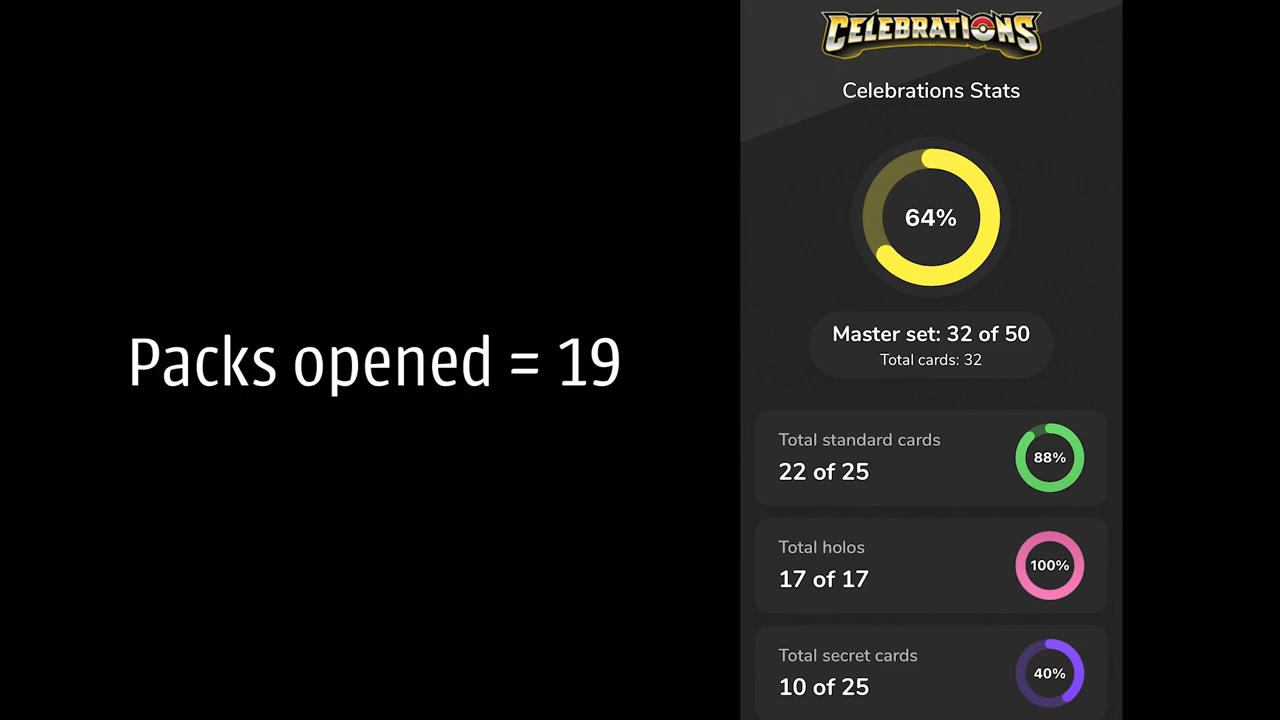 Packs opened = 19
CELEBRATIONS
Celebrations Stats
64%
Master set: 32 of 50
Total cards: 32
Total standard cards
22 of 25
88%
Total holos
17 of 17
100%
Total secret cards
10 of 25
40%